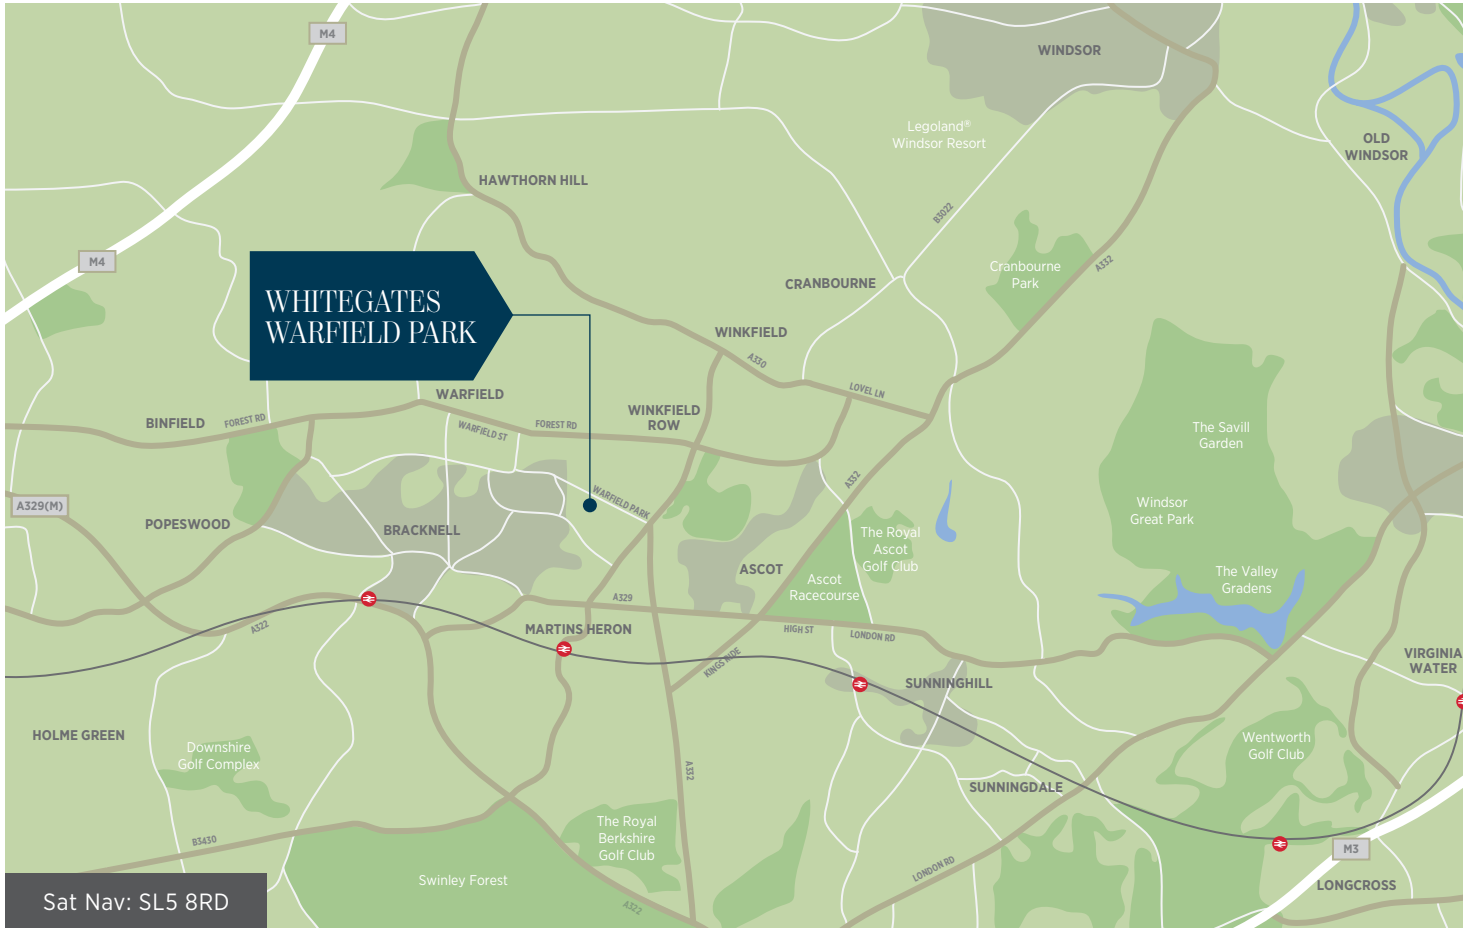 M4
WINDSOR
Legoland®
Windsor Resort
OLD
WINDSOR
HAWTHORN HILL
B3022
M4
Cranbourne
Park
A332
CRANBOURNE
WHITEGATES
WARFIELD PARK
WINKFIELD
A330
LOVEL LN
WARFIELD
WINKFIELD
ROW
BINFIELD
FOREST RD
WARFIELD ST
FOREST RD
The Savill
Garden
A332
WARFIELD PARK
A329(M)
POPESWOOD
BRACKNELL
Windsor
Great Park
The Royal
Ascot
Golf Club
ASCOT
Ascot
Racecourse
The Valley
Gradens
A329
A322
MARTINS HERON
HIGH ST
LONDON RD
KINGS RIDE
VIRGINIA
WATER
SUNNINGHILL
HOLME GREEN
Downshire
Golf Complex
Wentworth
Golf Club
A332
SUNNINGDALE
B3430
The Royal
Berkshire
Golf Club
M3
LONDON RD
Swinley Forest
LONGCROSS
A322
Sat Nav: SL5 8RD